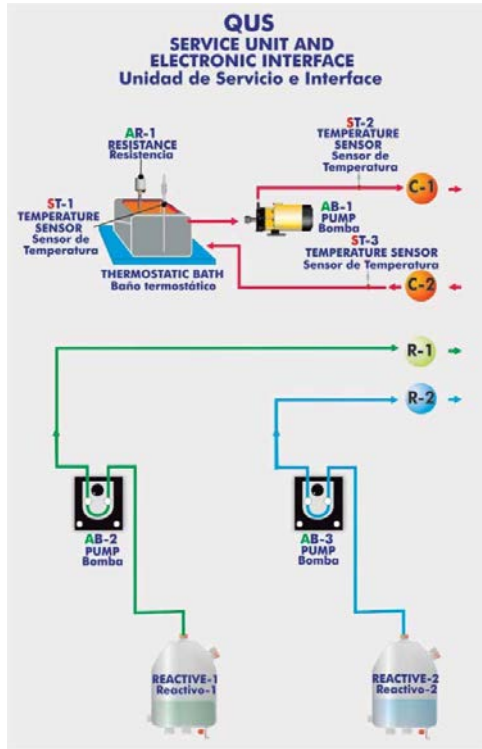 QUS
SERVICE UNIT AND
ELECTRONIC INTERFACE
Unidad de Servicio e Interface
AR-1
RESISTANCE
Resistencia
ST-2
TEMPERATURE
SENSOR
Sensor de
Temperatura
C-1
ST-1
TEMPERATURE
SENSOR
Sensor de
Temperatura
AB-1
PUMP
Bomba
ST-3
TEMPERATURE SENSOR
Sensor de Temperatura
THERMOSTATIC BATH
Baño termostático
C-2
R-1
R-2
AB-2
PUMP
Bomba
AB-3
PUMP
Bomba
REACTIVE-1
Reactivo-1
REACTIVE-2
Reactivo-2